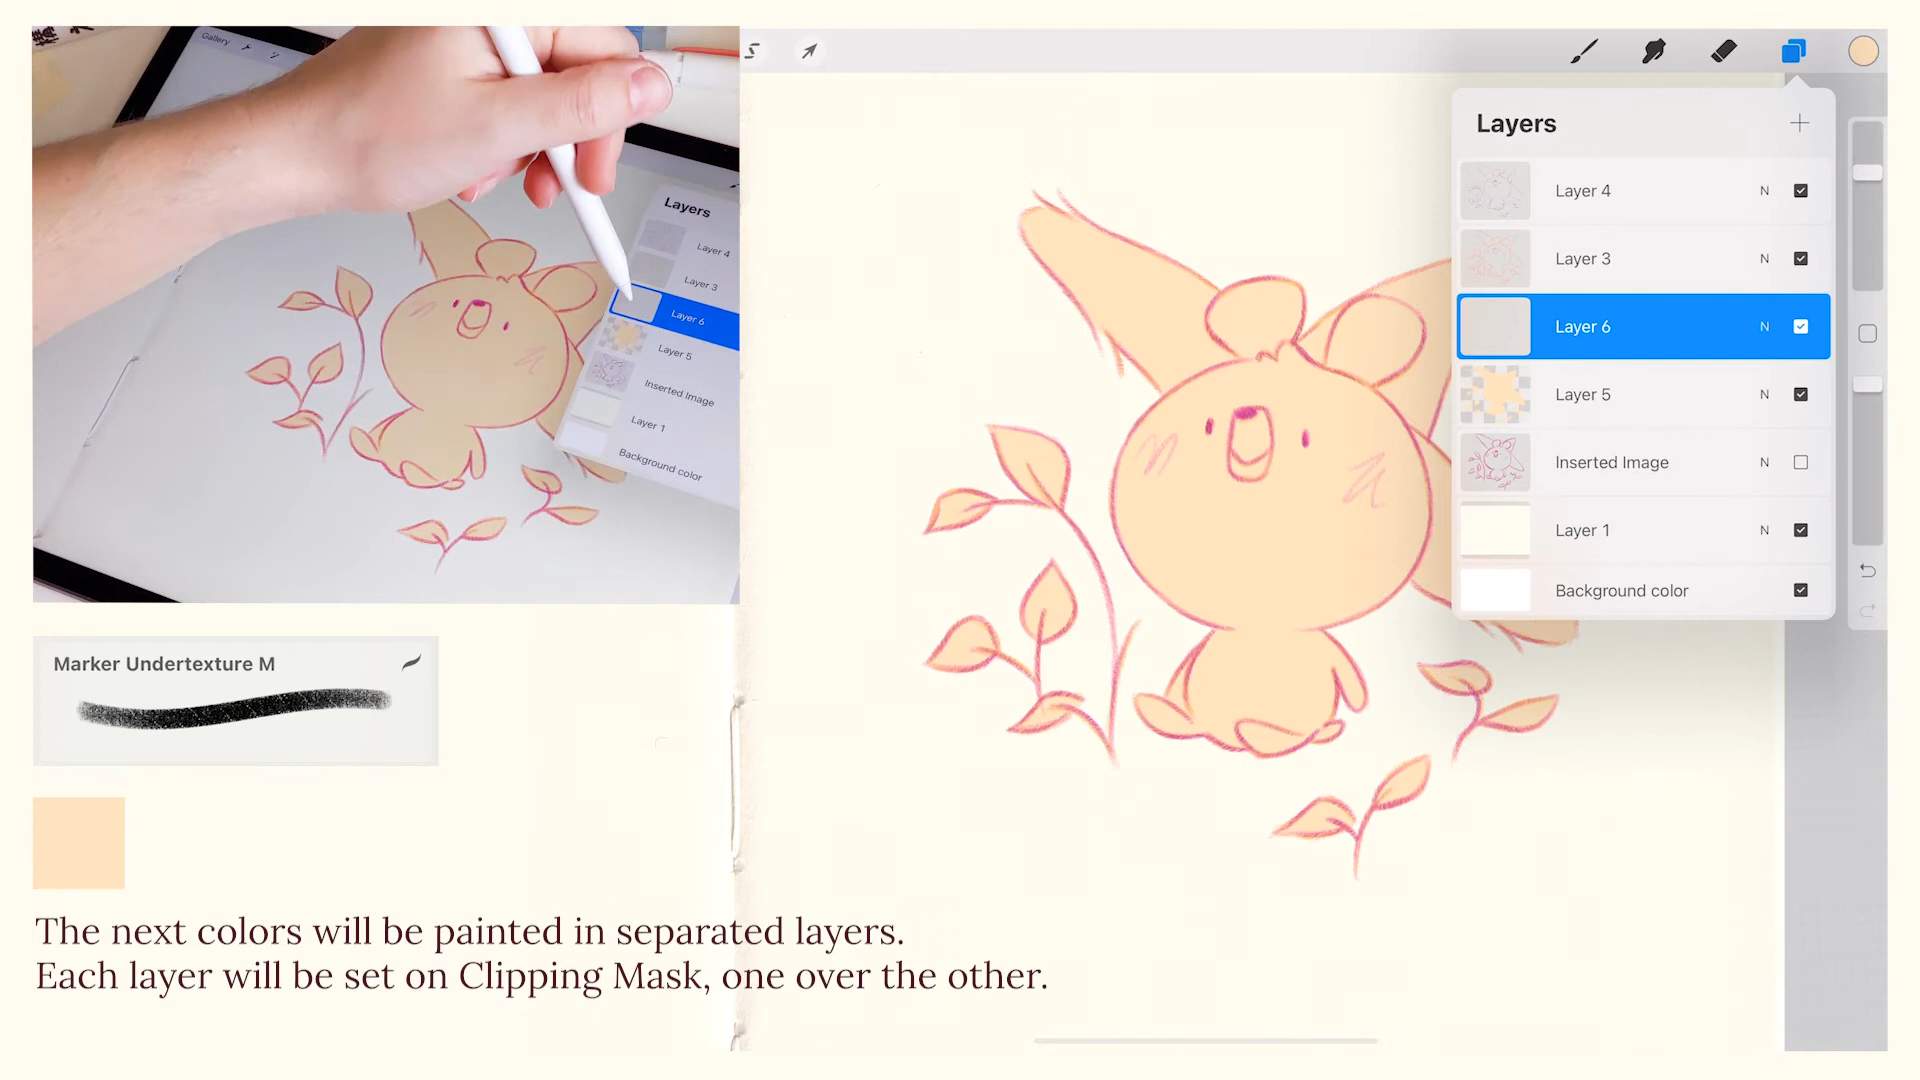 Gallery
Layers
Layer 4
Layer 3
Layer 6
Layer 5
Inserted Image
Layer 1
Background color
Layers
Layer 4 N
Layer 3 N
Layer 6 N
Layer 5 N
Inserted Image N
Layer 1 N
Background color
Marker Undertexture M
The next colors will be painted in separated layers.
Each layer will be set on Clipping Mask, one over the other.